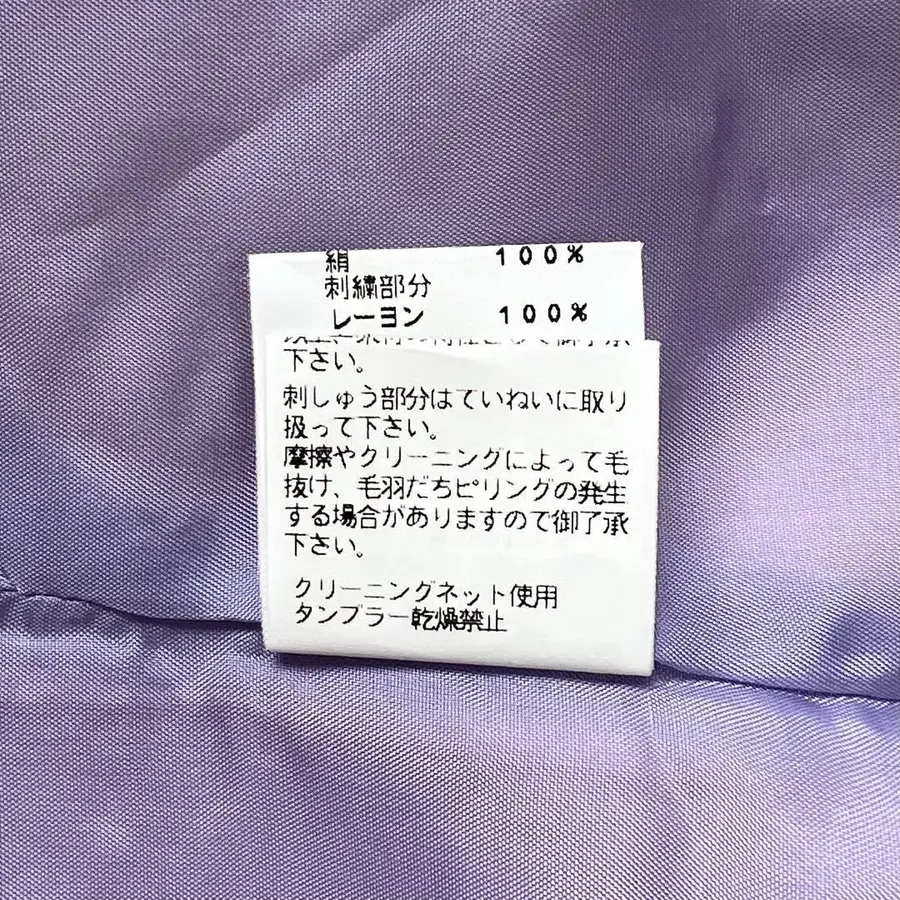 絹 100%
刺繍部分
レーヨン 100%
下さい。
刺しゅう部分はていねいに取り
扱って下さい。
摩擦やクリーニングによって毛
抜け、毛羽だちピリングの発生
する場合がありますので御了承
下さい。
クリーニングネット使用
タンブラー乾燥禁止